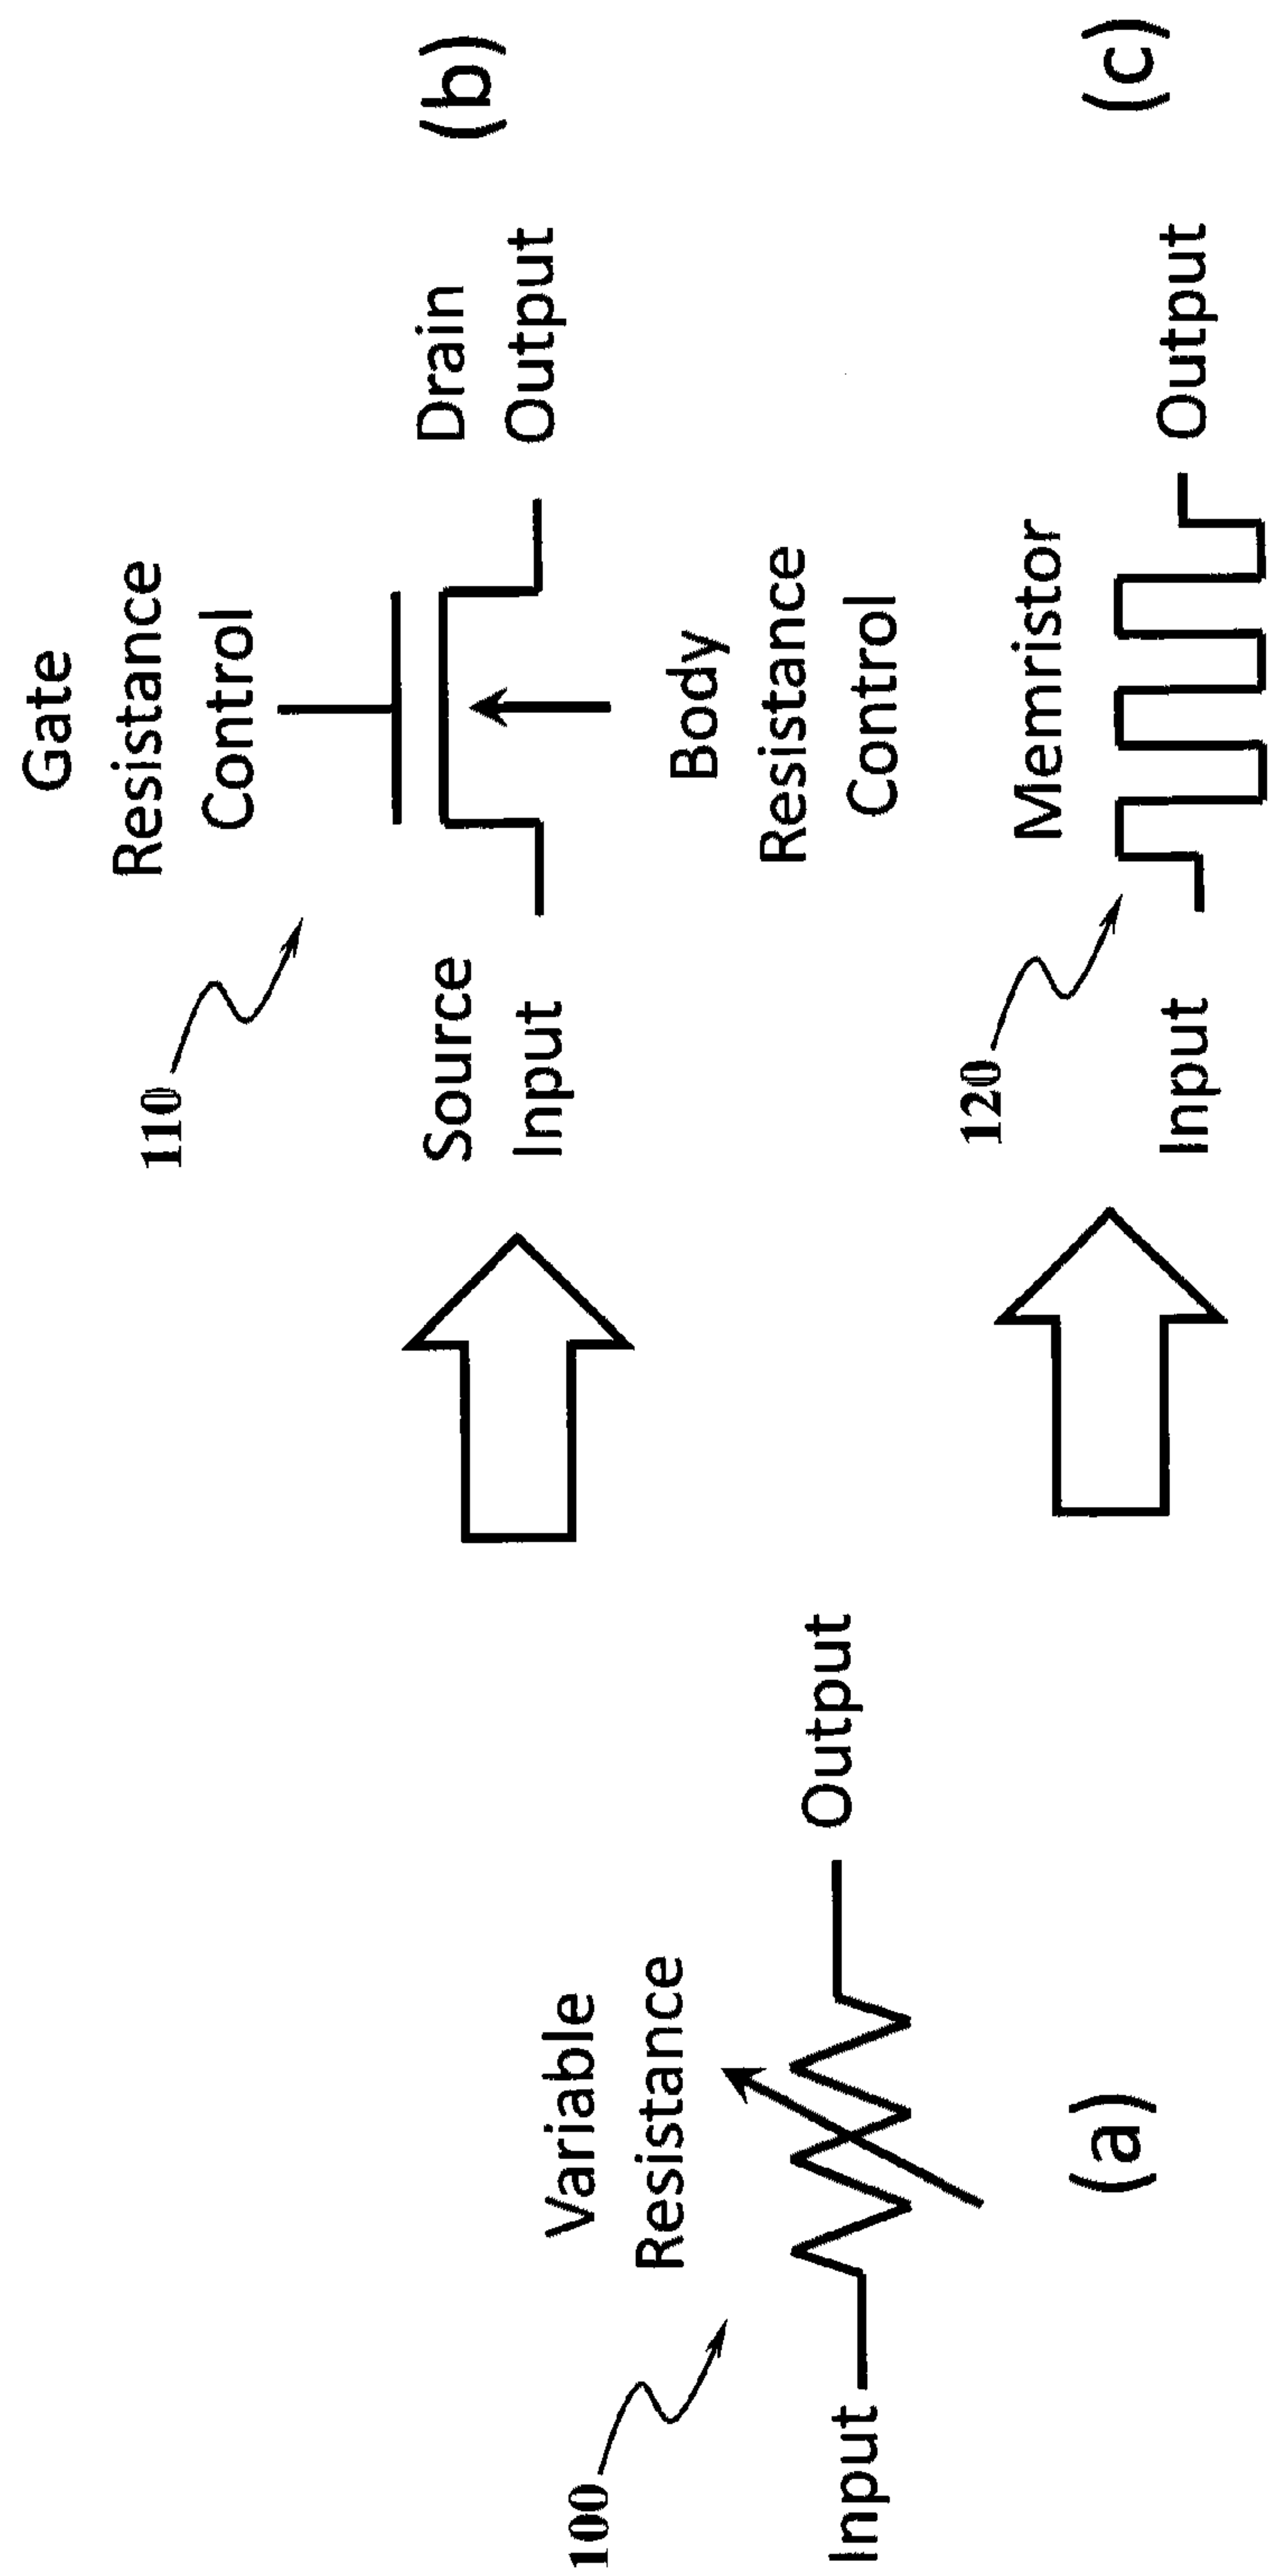 100
Variable
Resistance
Input
Output
(a)
110
Gate
Resistance
Control
Source
Input
Drain
Output
Body
Resistance
Control
(b)
120
Memristor
Input
Output
(c)